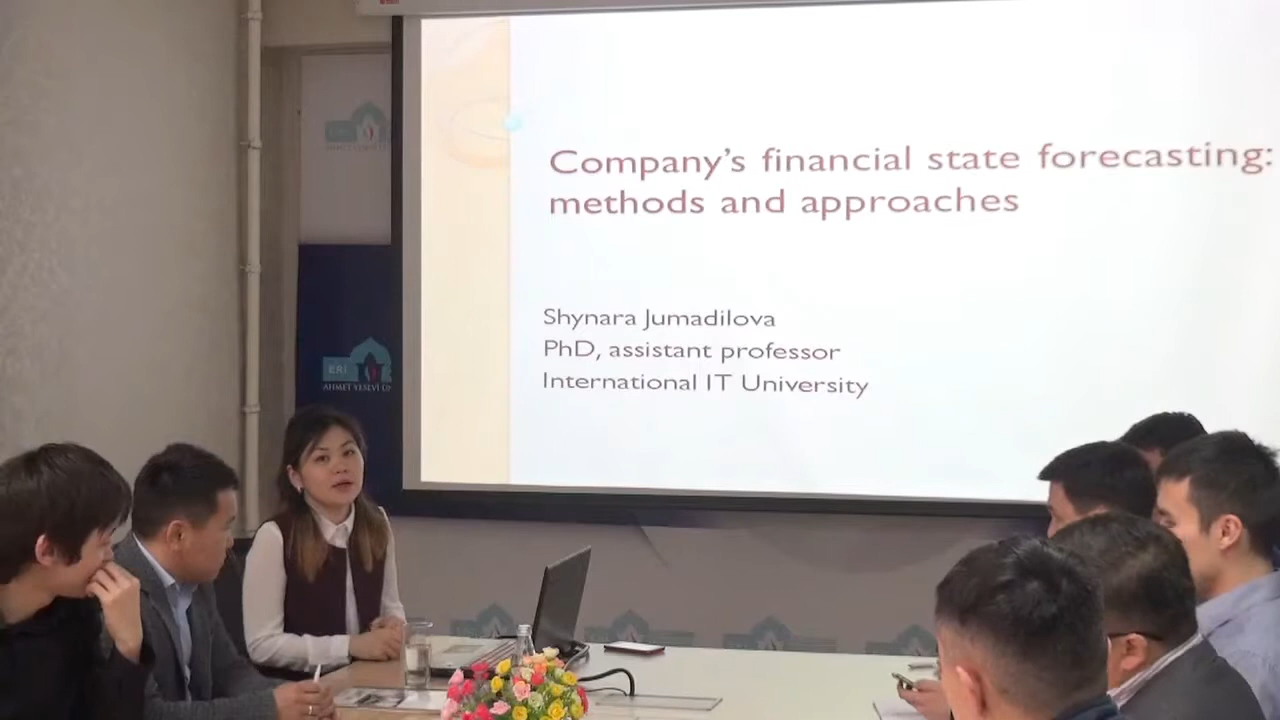 Company's financial state forecasting:
methods and approaches
Shynara Jumadilova
PhD, assistant professor
International IT University
ERI
AHMET YESEVİ